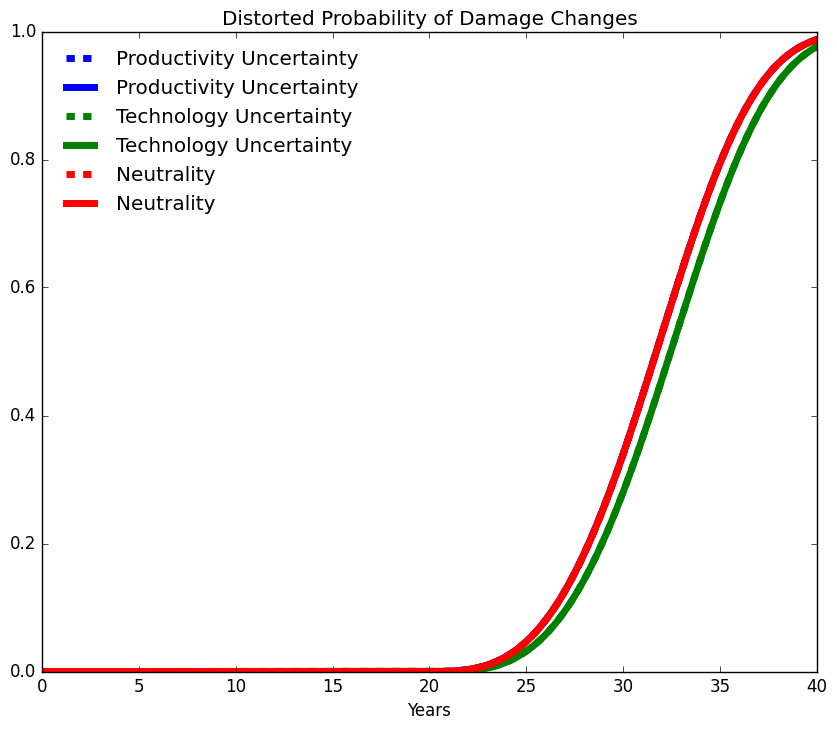 Distorted Probability of Damage Changes
1.0
Productivity Uncertainty
Productivity Uncertainty
Technology Uncertainty
Technology Uncertainty
Neutrality
Neutrality
0.8
0.6
0.4
0.2
0.0
0 5 10 15 20 25 30 35 40
Years